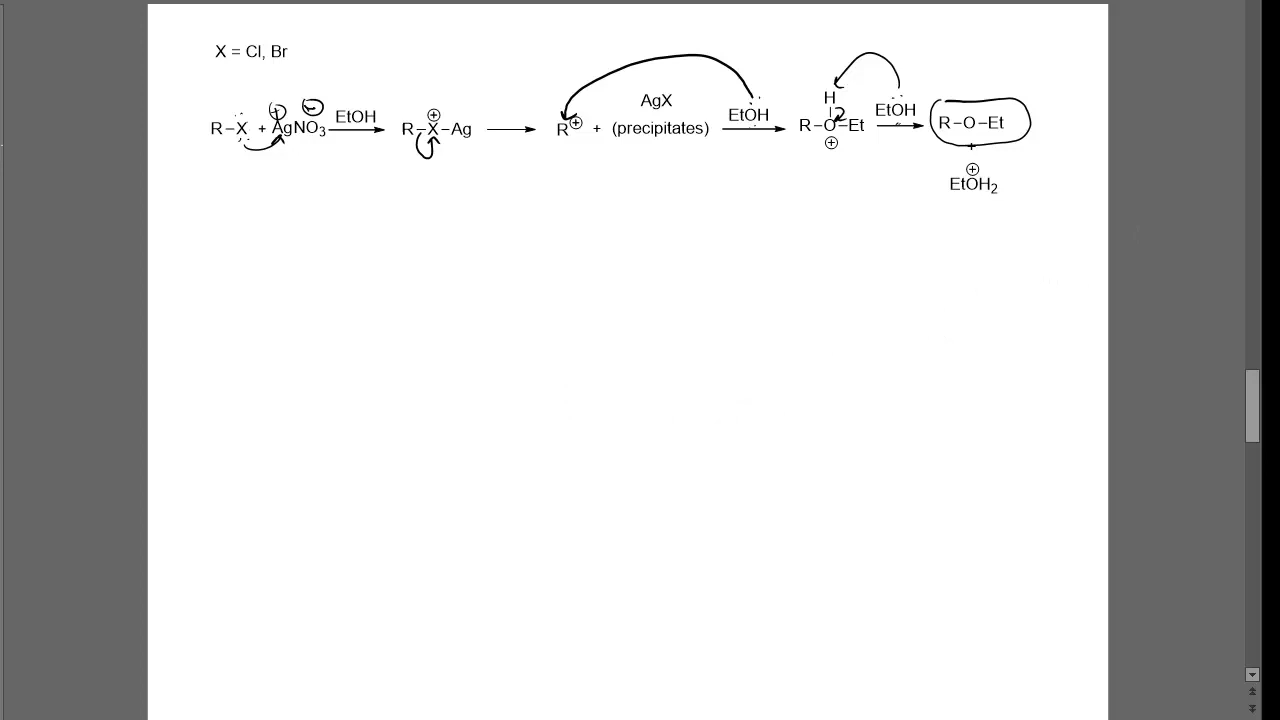 X = Cl, Br
R–X + AgNO3 EtOH R–X–Ag R⊕ + AgX (precipitates) EtOH H R–O–Et EtOH R–O–Et
⊕ ⊖ ⊕ ⊕
+
⊕
EtOH2